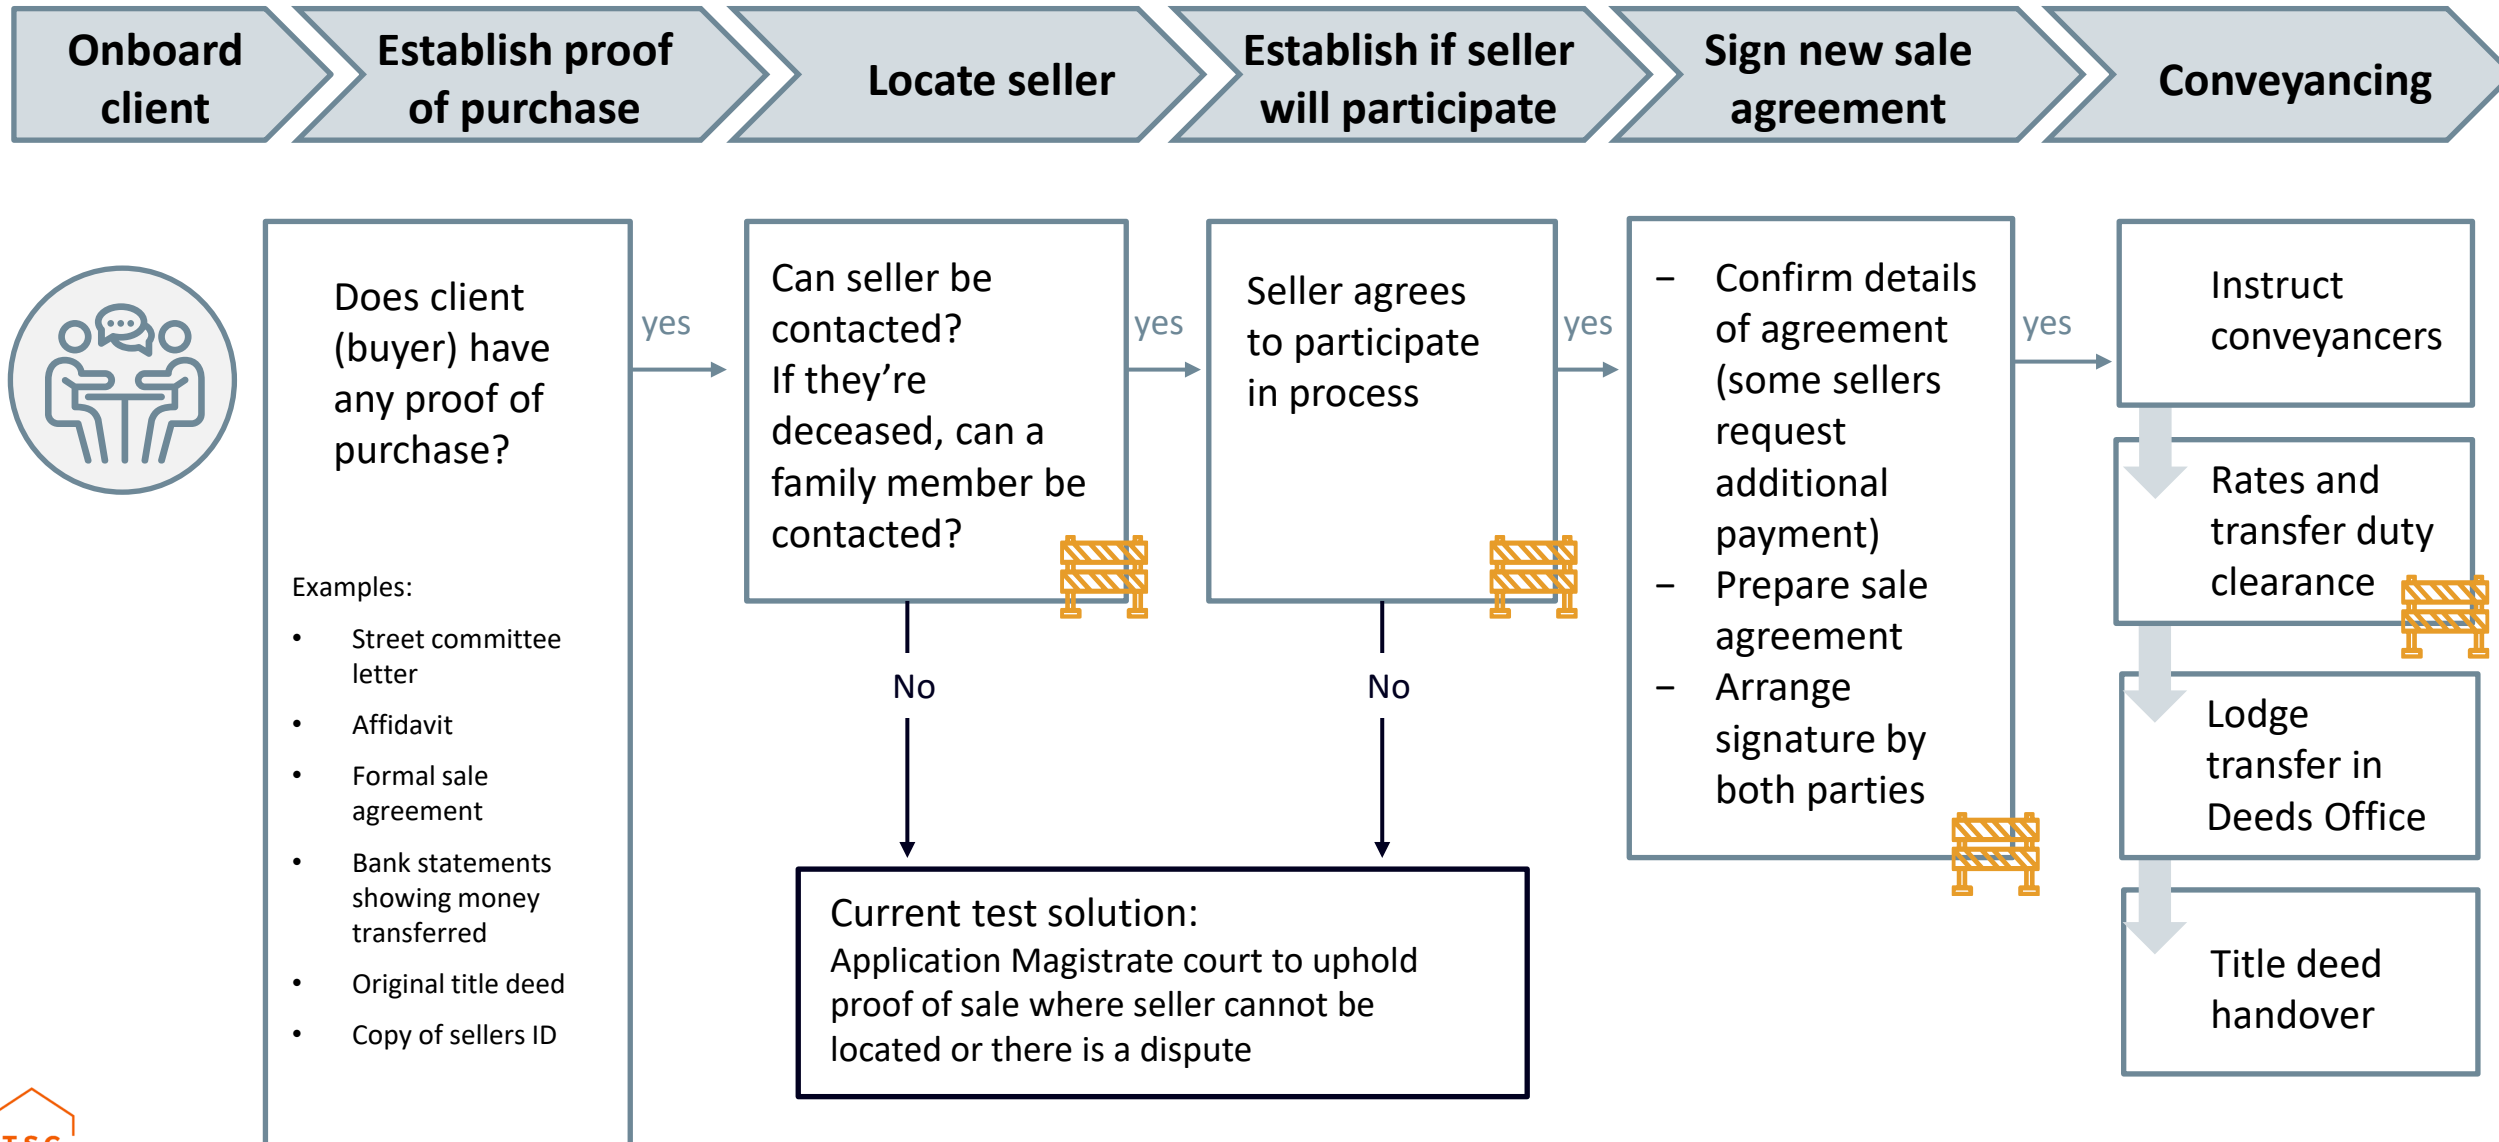 Onboard
client
Establish proof
of purchase
Locate seller
Establish if seller
will participate
Sign new sale
agreement
Conveyancing
Does client
(buyer) have
any proof of
purchase?
Examples:
• Street committee
letter
• Affidavit
• Formal sale
agreement
• Bank statements
showing money
transferred
• Original title deed
• Copy of sellers ID
yes
Can seller be
contacted?
If they’re
deceased, can a
family member be
contacted?
yes
No
Seller agrees
to participate
in process
yes
No
Current test solution:
Application Magistrate court to uphold
proof of sale where seller cannot be
located or there is a dispute
– Confirm details
of agreement
(some sellers
request
additional
payment)
– Prepare sale
agreement
– Arrange
signature by
both parties
yes
Instruct
conveyancers
Rates and
transfer duty
clearance
Lodge
transfer in
Deeds Office
Title deed
handover